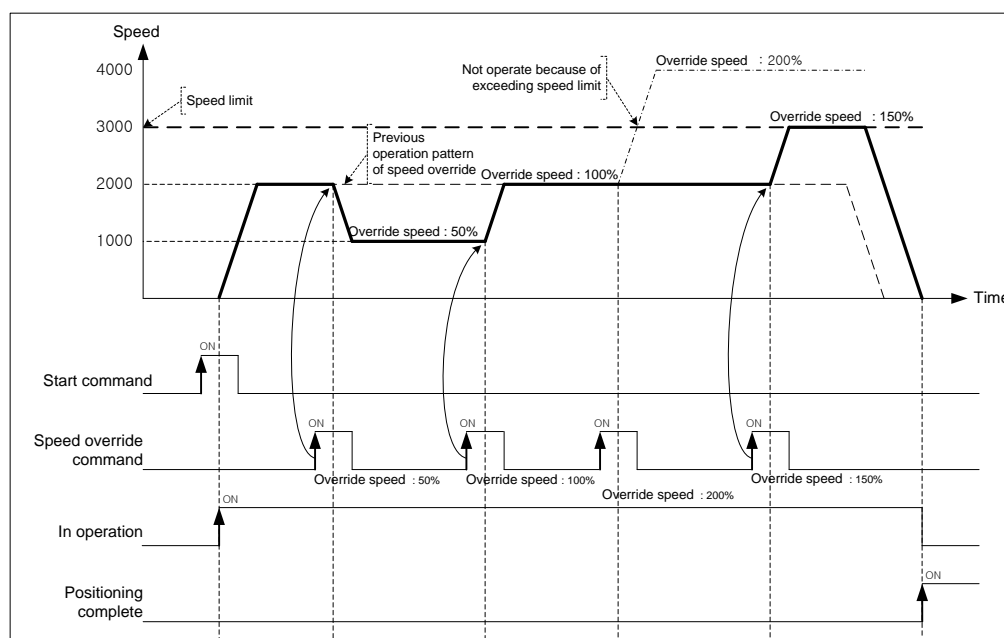 Speed
4000
3000
2000
1000
Speed limit
Previous
operation pattern
of speed override
Not operate because of
exceeding speed limit
Override speed : 200%
Override speed : 150%
Override speed : 100%
Override speed : 50%
Time
Start command
ON
Speed override
command
ON
ON
ON
ON
Override speed : 50%
Override speed : 100%
Override speed : 200%
Override speed : 150%
In operation
ON
Positioning
complete
ON